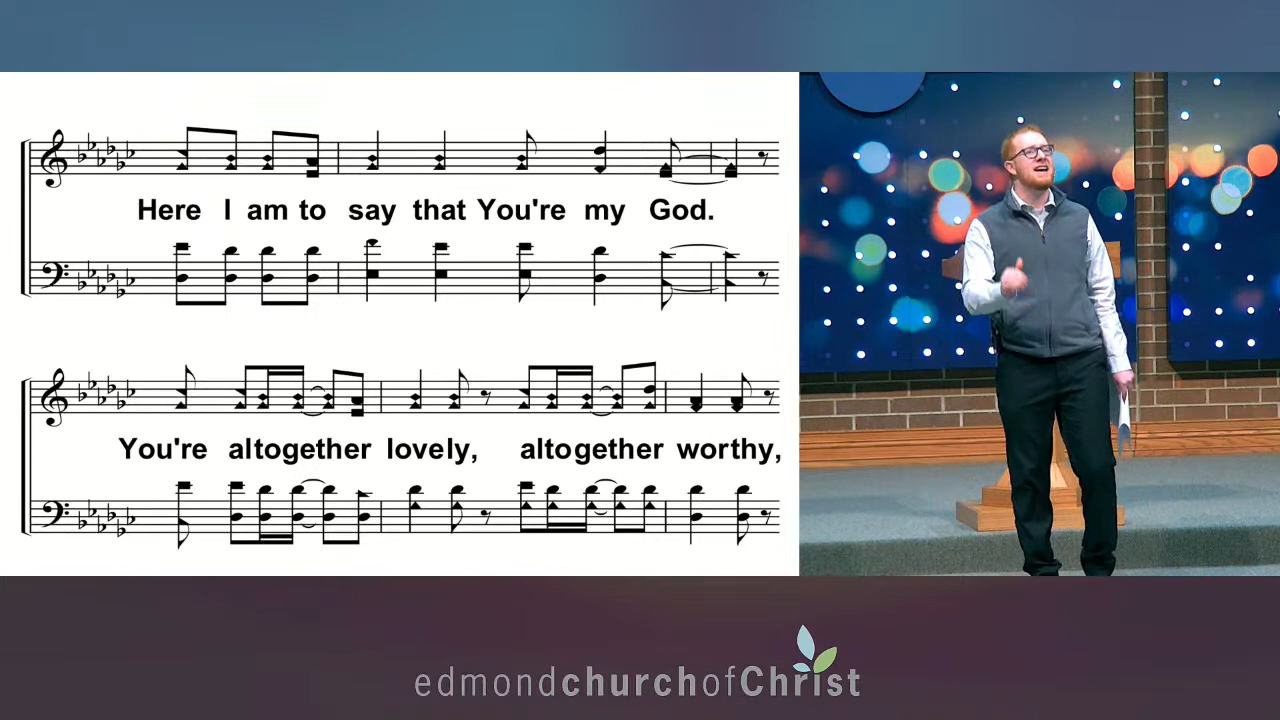 Here I am to say that You're my God.
You're altogether lovely, altogether worthy,
edmondchurchofChrist